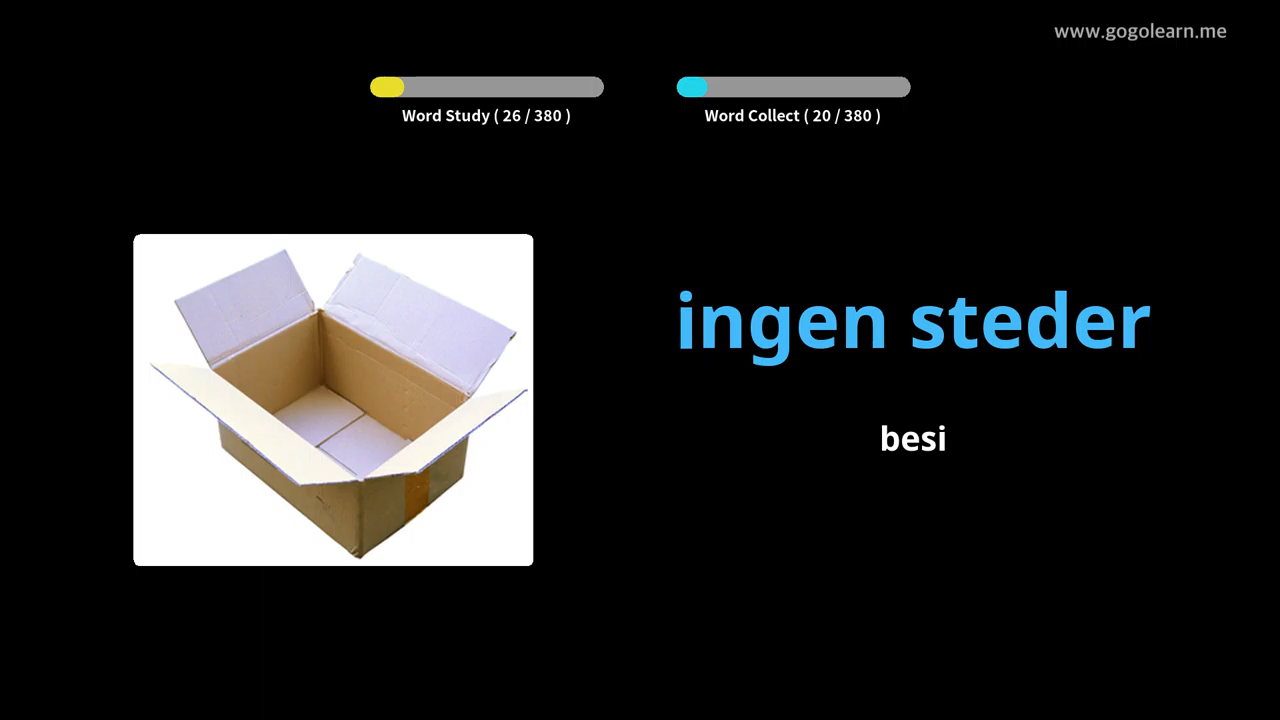 www.gogolearn.me
Word Study ( 26 / 380 )
Word Collect ( 20 / 380 )
ingen steder
besi